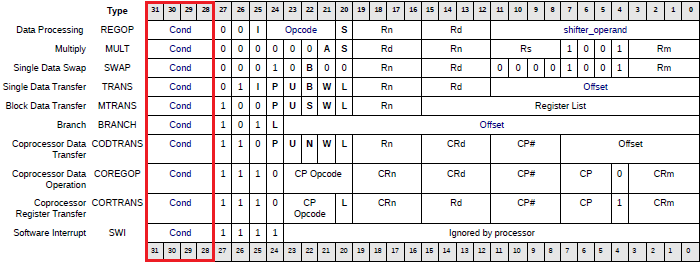 Type 31 30 29 28 27 26 25 24 23 22 21 20 19 18 17 16 15 14 13 12 11 10 9 8 7 6 5 4 3 2 1 0
Data Processing REGOP Cond 0 0 I Opcode S Rn Rd shifter_operand
Multiply MULT Cond 0 0 0 0 0 0 A S Rd Rn Rs 1 0 0 1 Rm
Single Data Swap SWAP Cond 0 0 0 1 0 B 0 0 Rn Rd 0 0 0 0 1 0 0 1 Rm
Single Data Transfer TRANS Cond 0 1 I P U B W L Rn Rd Offset
Block Data Transfer MTRANS Cond 1 0 0 P U S W L Rn Register List
Branch BRANCH Cond 1 0 1 L Offset
Coprocessor Data CODTRANS Cond 1 1 0 P U N W L Rn CRd CP# Offset
Transfer
Coprocessor Data COREGOP Cond 1 1 1 0 CP Opcode CRn CRd CP# CP 0 CRm
Operation
Coprocessor CORTRANS Cond 1 1 1 0 CP L CRn Rd CP# CP 1 CRm
Register Transfer Opcode
Software Interrupt SWI Cond 1 1 1 1 Ignored by processor
31 30 29 28 27 26 25 24 23 22 21 20 19 18 17 16 15 14 13 12 11 10 9 8 7 6 5 4 3 2 1 0